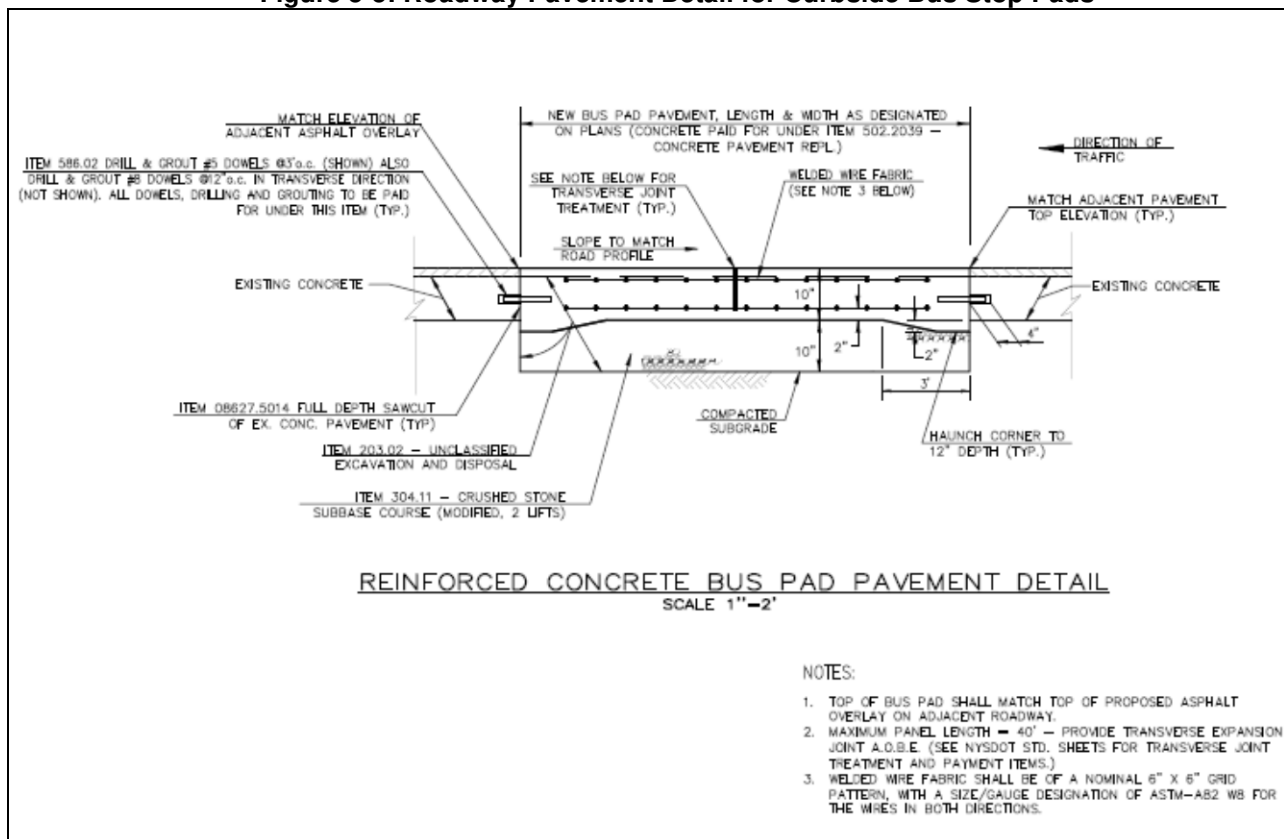 Figure 5-3: Roadway Pavement Detail for Curbside Bus Stop Pads
MATCH ELEVATION OF
ADJACENT ASPHALT OVERLAY
NEW BUS PAD PAVEMENT, LENGTH & WIDTH AS DESIGNATED
ON PLANS (CONCRETE PAID FOR UNDER ITEM 502.2039 –
CONCRETE PAVEMENT REPL.)
DIRECTION OF
TRAFFIC
ITEM 586.02 DRILL & GROUT #5 DOWELS @3'o.c. (SHOWN) ALSO
DRILL & GROUT #8 DOWELS @12"o.c. IN TRANSVERSE DIRECTION
(NOT SHOWN). ALL DOWELS, DRILLING AND GROUTING TO BE PAID
FOR UNDER THIS ITEM (TYP.)
SEE NOTE BELOW FOR
TRANSVERSE JOINT
TREATMENT (TYP.)
WELDED WIRE FABRIC
(SEE NOTE 3 BELOW)
MATCH ADJACENT PAVEMENT
TOP ELEVATION (TYP.)
SLOPE TO MATCH
ROAD PROFILE
EXISTING CONCRETE
10"
EXISTING CONCRETE
10"
2"
2"
4"
3'
ITEM 08627.5014 FULL DEPTH SAWCUT
OF EX. CONC. PAVEMENT (TYP)
COMPACTED
SUBGRADE
HAUNCH CORNER TO
12" DEPTH (TYP.)
ITEM 203.02 – UNCLASSIFIED
EXCAVATION AND DISPOSAL
ITEM 304.11 – CRUSHED STONE
SUBBASE COURSE (MODIFIED, 2 LIFTS)
REINFORCED CONCRETE BUS PAD PAVEMENT DETAIL
SCALE 1"–2'
NOTES:
1. TOP OF BUS PAD SHALL MATCH TOP OF PROPOSED ASPHALT
OVERLAY ON ADJACENT ROADWAY.
2. MAXIMUM PANEL LENGTH = 40' – PROVIDE TRANSVERSE EXPANSION
JOINT A.O.B.E. (SEE NYSDOT STD. SHEETS FOR TRANSVERSE JOINT
TREATMENT AND PAYMENT ITEMS.)
3. WELDED WIRE FABRIC SHALL BE OF A NOMINAL 6" X 6" GRID
PATTERN, WITH A SIZE/GAUGE DESIGNATION OF ASTM–A82 W8 FOR
THE WIRES IN BOTH DIRECTIONS.